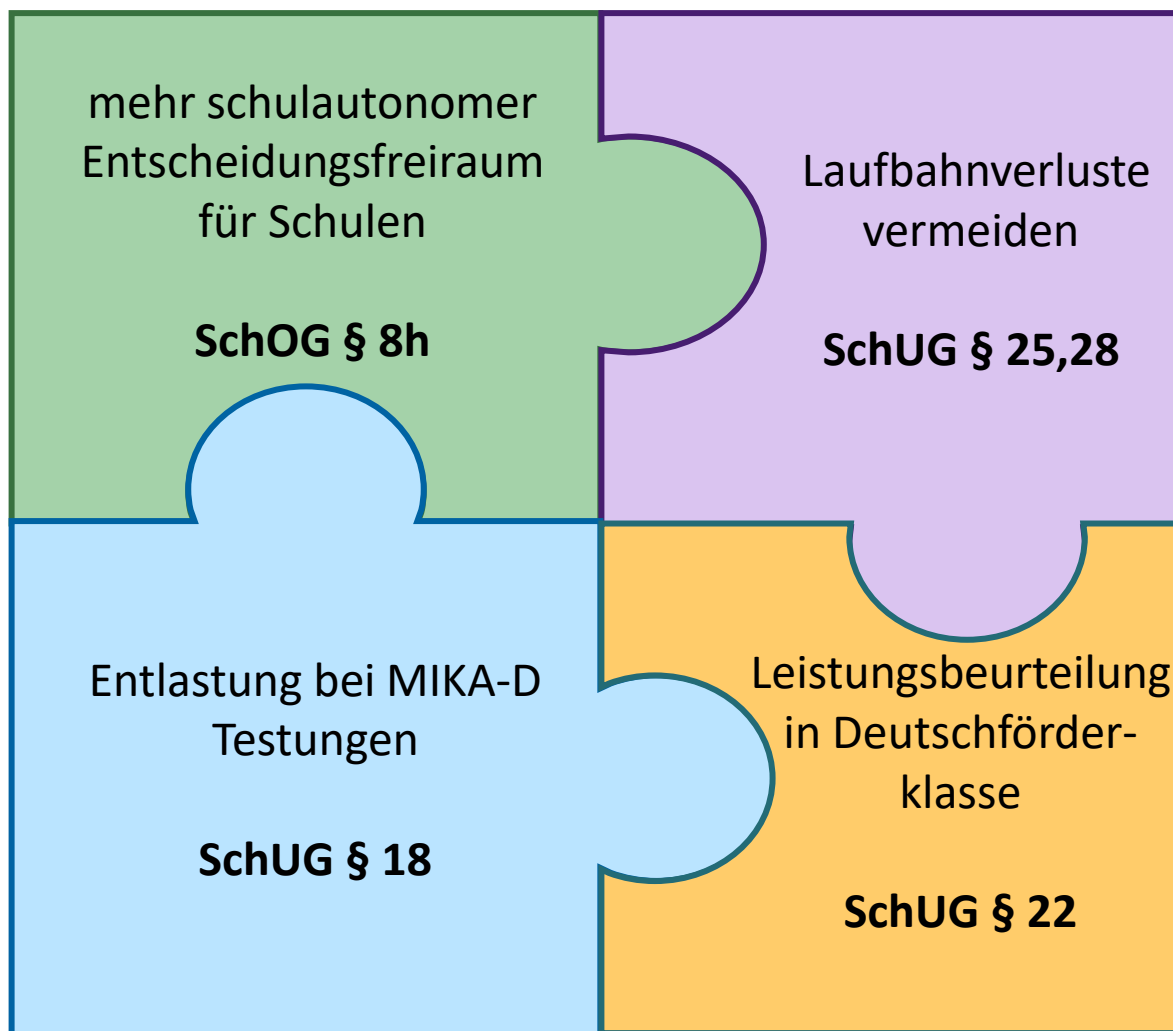 mehr schulautonomer
Entscheidungsfreiraum
für Schulen
SchOG § 8h
Laufbahnverluste
vermeiden
SchUG § 25,28
Entlastung bei MIKA-D
Testungen
SchUG § 18
Leistungsbeurteilung
in Deutschförder-
klasse
SchUG § 22